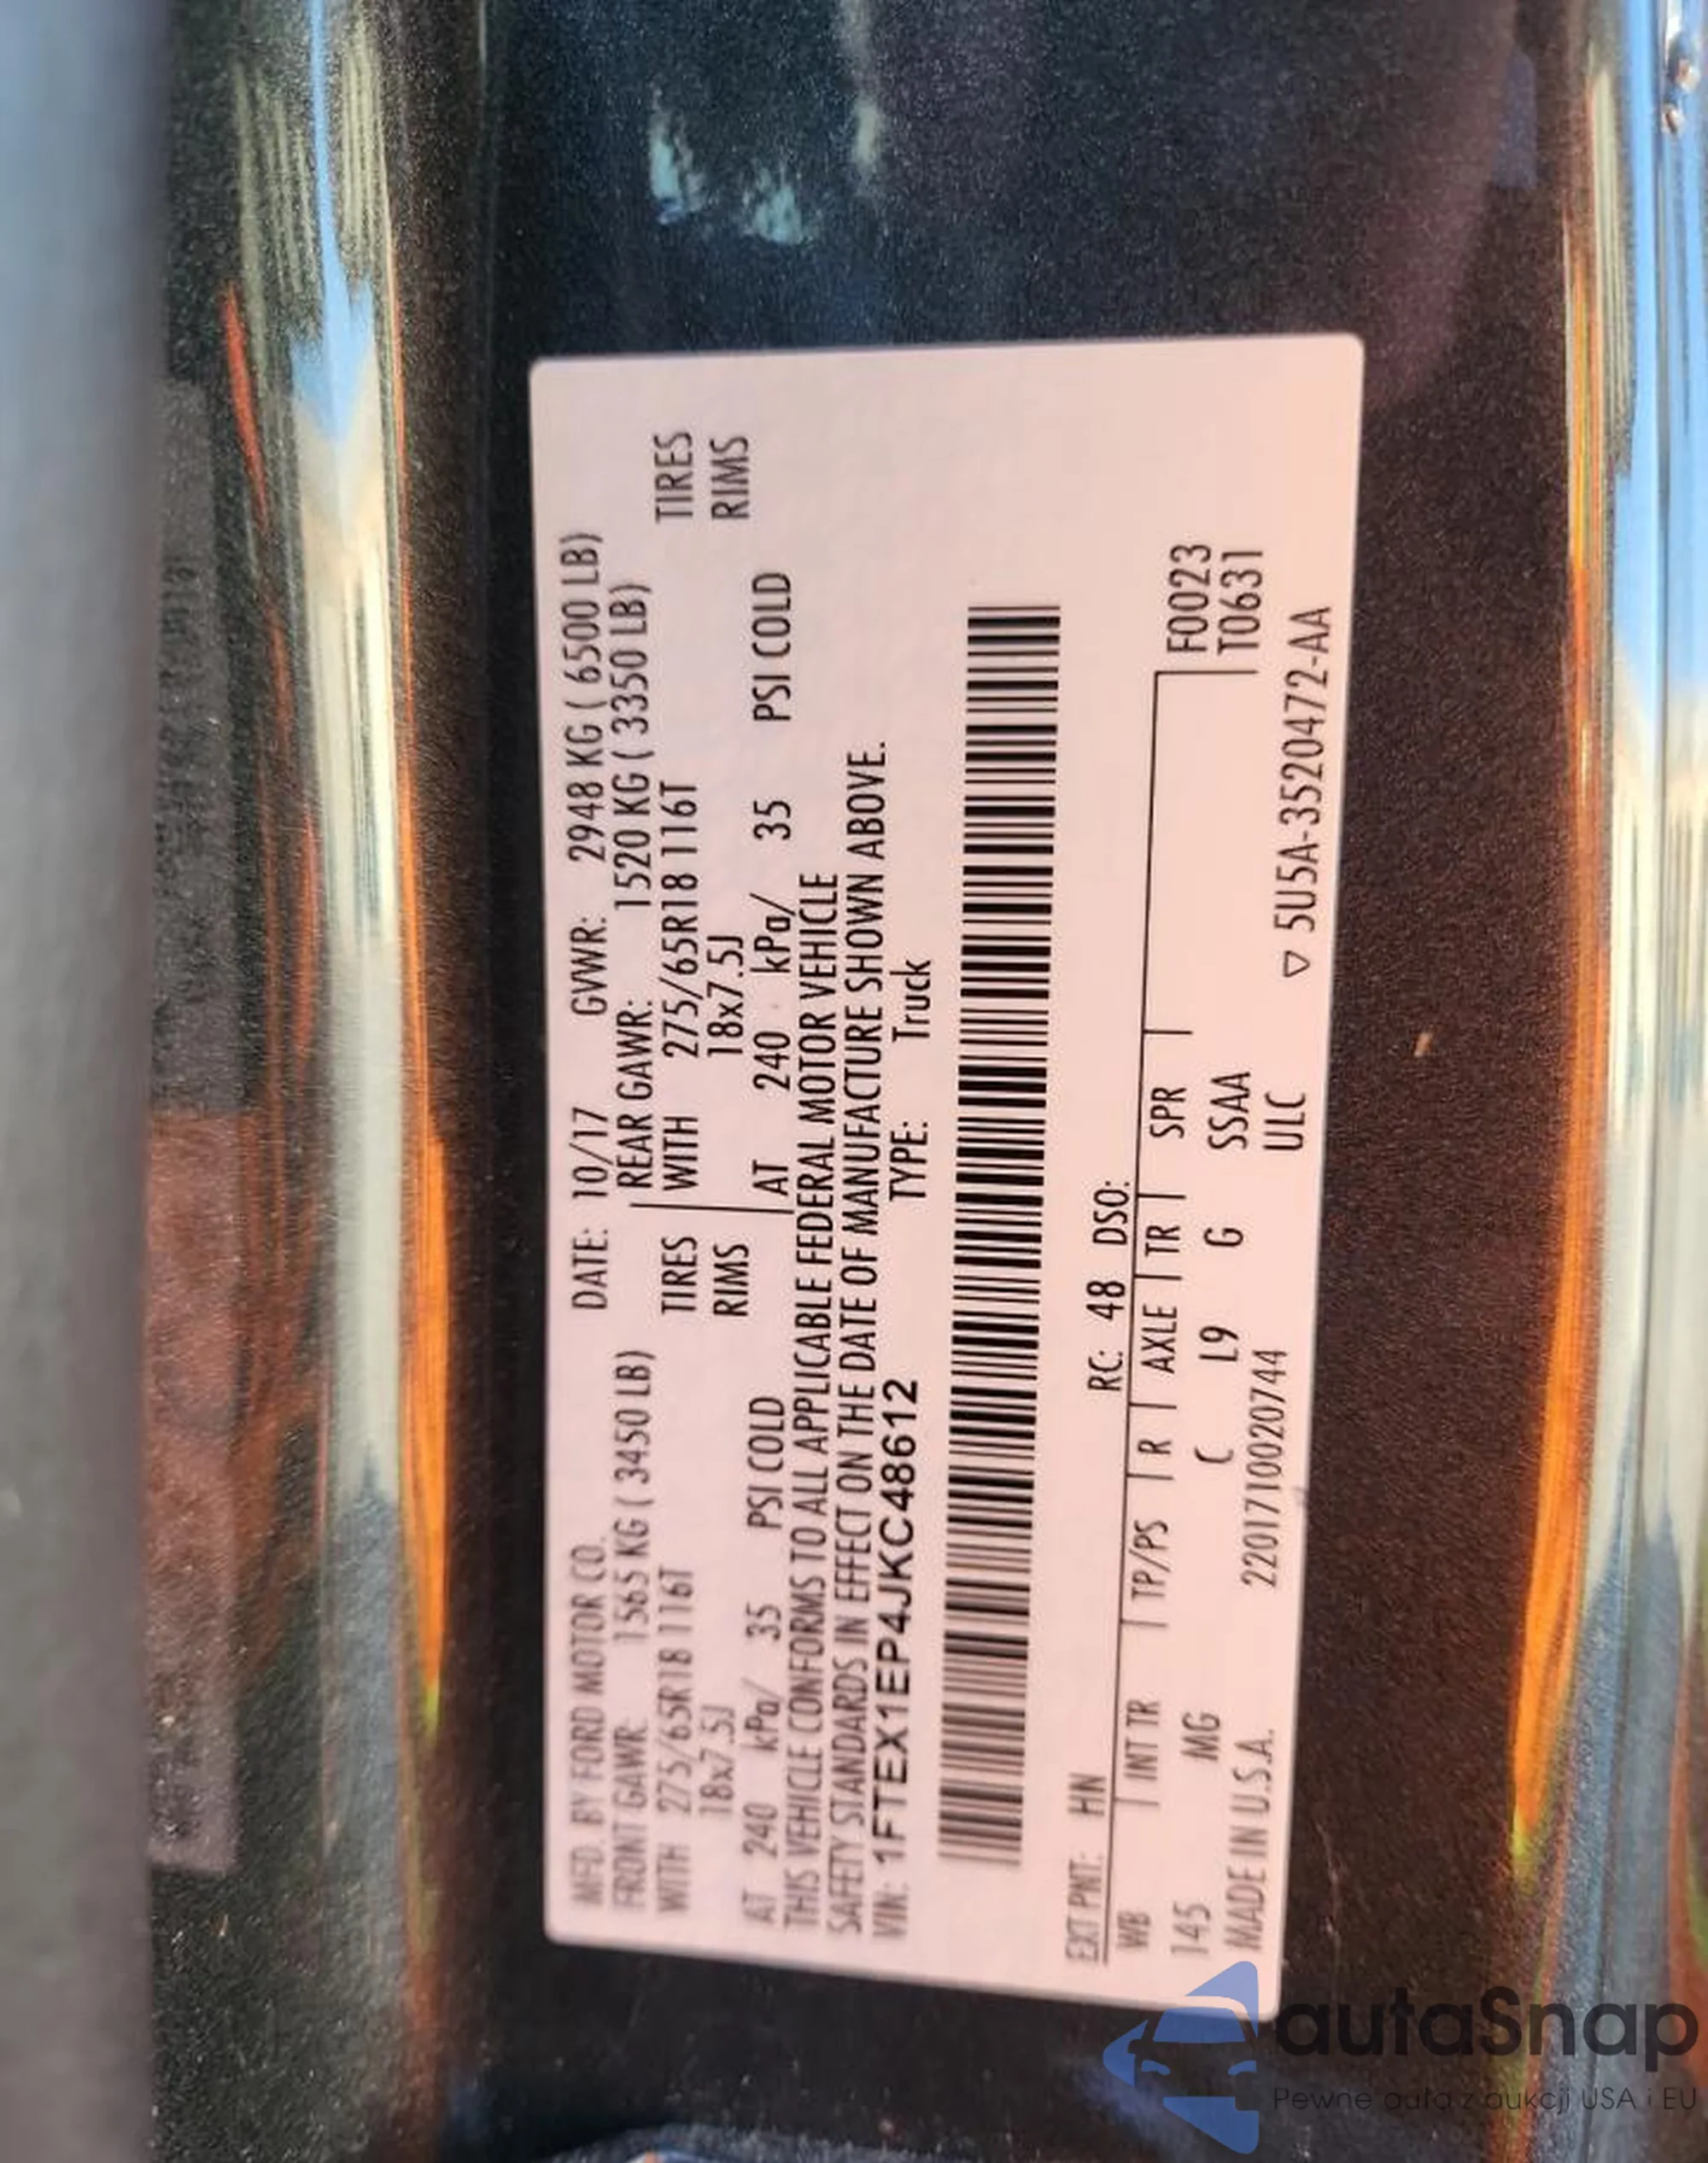 MFD. BY FORD MOTOR CO. DATE: 10/17 GVWR: 2948 KG ( 6500 LB)
FRONT GAWR: 1565 KG ( 3450 LB) REAR GAWR: 1520 KG ( 3350 LB)
WITH 275/65R18 116T TIRES WITH 275/65R18 116T TIRES
18x7.5J RIMS 18x7.5J RIMS
AT 240 kPa/ 35 PSI COLD AT 240 kPa/ 35 PSI COLD
THIS VEHICLE CONFORMS TO ALL APPLICABLE FEDERAL MOTOR VEHICLE
SAFETY STANDARDS IN EFFECT ON THE DATE OF MANUFACTURE SHOWN ABOVE.
VIN: 1FTEX1EP4JKC48612 TYPE: Truck
EXT PNT: HN RC: 48 DSO:
WB INT TR TP/PS R AXLE TR SPR F0023
145 MG C L9 G SSAA T0631
MADE IN U.S.A. 2201710020744 ULC ▽ 5U5A-3520472-AA
autaSnap
Pewne auta z aukcji USA i EU